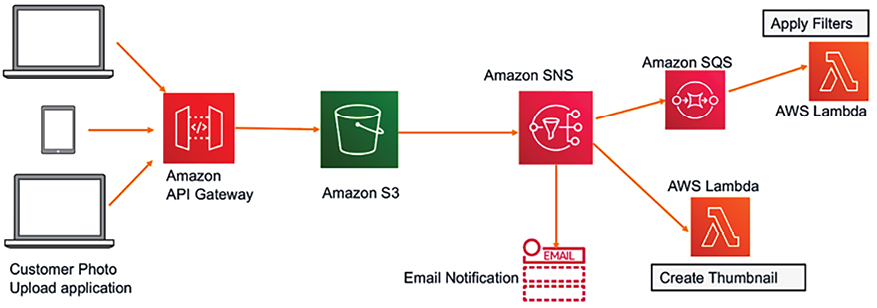 Apply Filters
Amazon SNS
Amazon SQS
AWS Lambda
Amazon
API Gateway
Amazon S3
AWS Lambda
EMAIL
Email Notification
Create Thumbnail
Customer Photo
Upload application